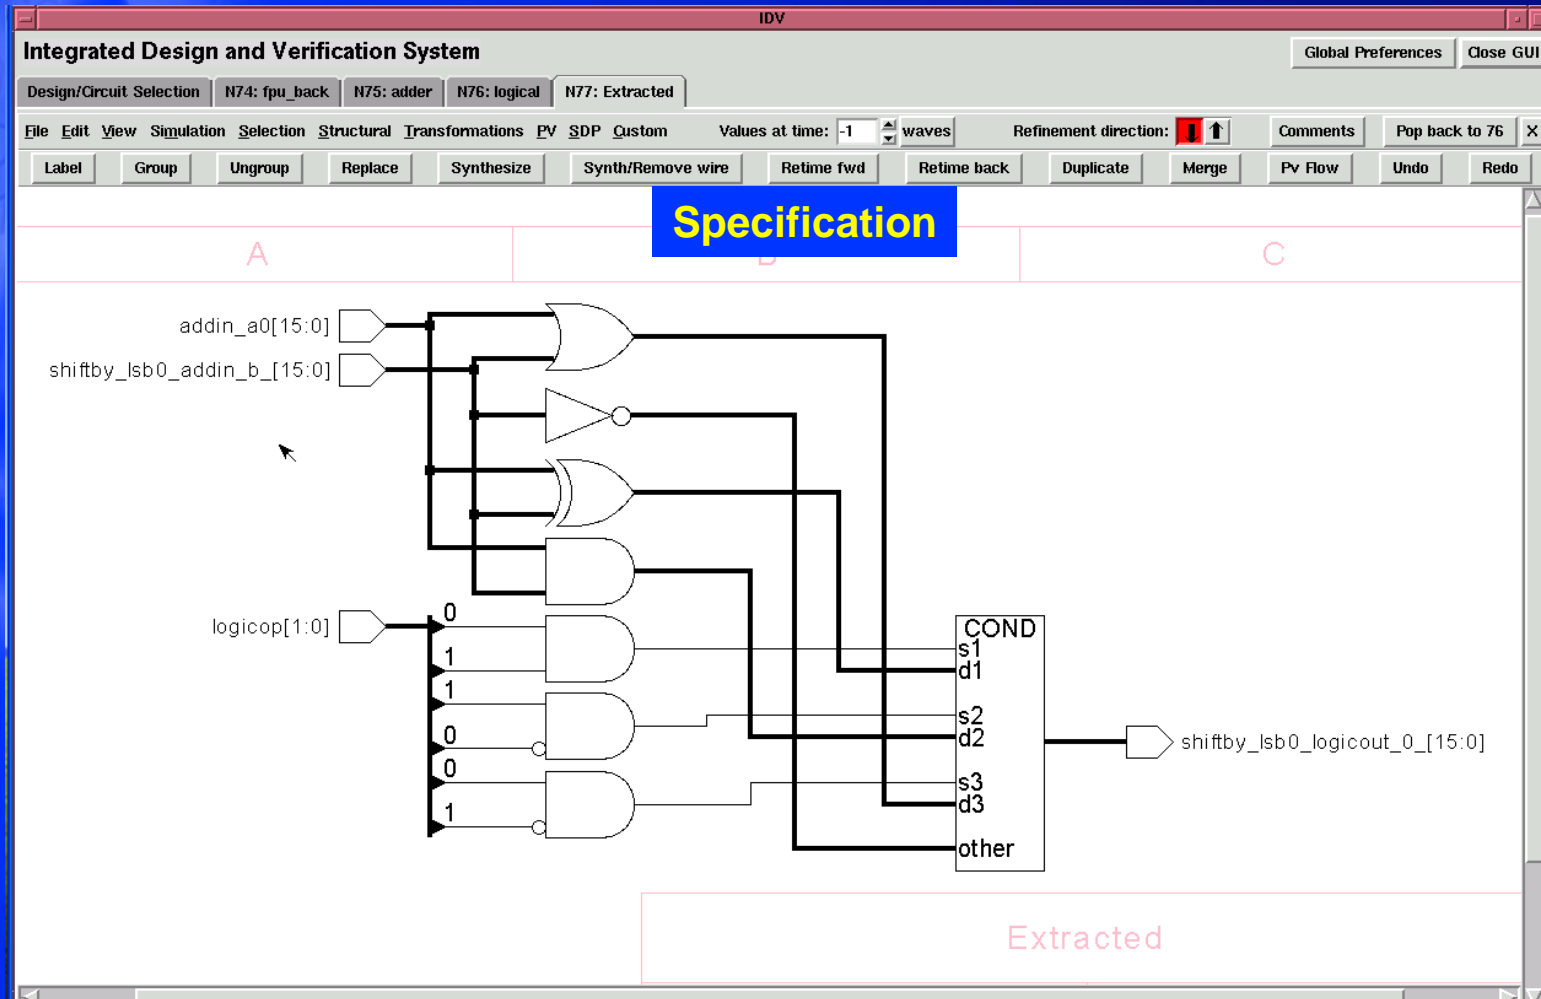 IDV
Integrated Design and Verification System
Global Preferences Close GUI
Design/Circuit Selection N74: fpu_back N75: adder N76: logical N77: Extracted
File Edit View Simulation Selection Structural Transformations PV SDP Custom Values at time: -1 waves Refinement direction: Comments Pop back to 76 X
Label Group Ungroup Replace Synthesize Synth/Remove wire Retime fwd Retime back Duplicate Merge Pv Flow Undo Redo
Specification
A C
addin_a0[15:0]
shiftby_lsb0_addin_b_[15:0]
logicop[1:0]
0
1
1
0
0
1
COND
s1
d1
s2
d2
s3
d3
other
shiftby_lsb0_logicout_0_[15:0]
Extracted